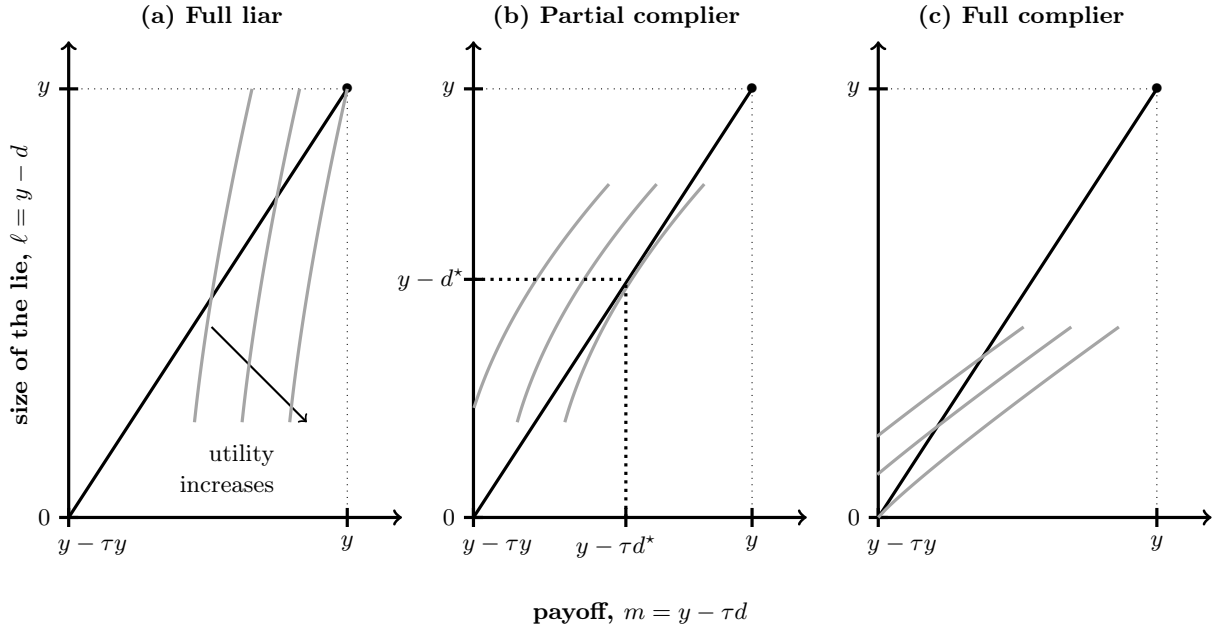 (a) Full liar
(b) Partial complier
(c) Full complier
size of the lie, ℓ = y − d
y
0
y − τy
y
utility
increases
y
y − d⋆
0
y − τy
y − τd⋆
y
y
0
y − τy
y
payoff, m = y − τd